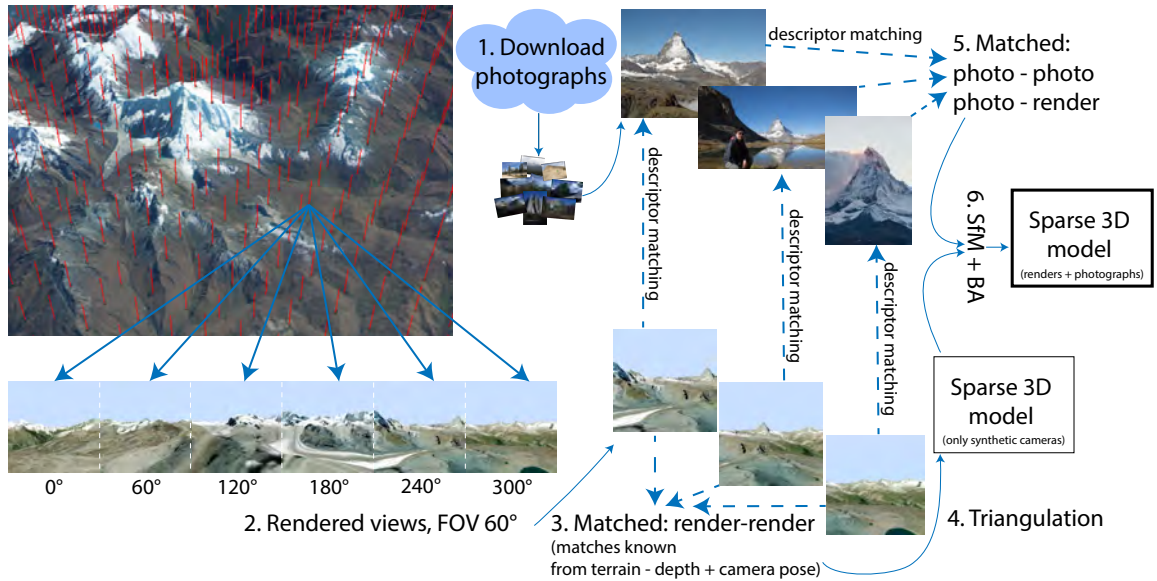 1. Download
photographs
descriptor matching
5. Matched:
photo - photo
photo - render
descriptor matching
descriptor matching
descriptor matching
6. SfM + BA
Sparse 3D
model
(renders + photographs)
Sparse 3D
model
(only synthetic cameras)
0°
60°
120°
180°
240°
300°
2. Rendered views, FOV 60°
3. Matched: render-render
(matches known
from terrain - depth + camera pose)
4. Triangulation